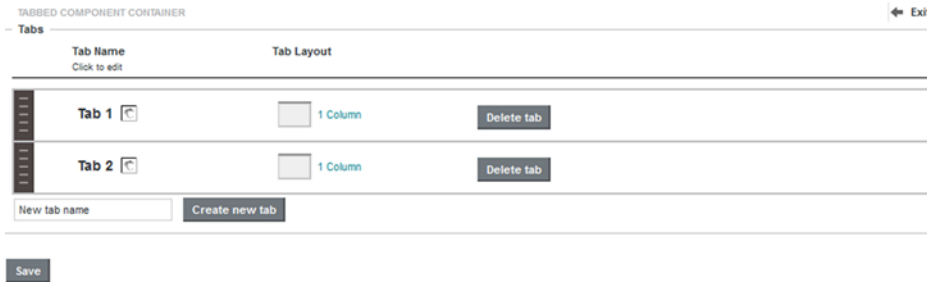 TABBED COMPONENT CONTAINER
Tabs
Tab Name Tab Layout
Click to edit
Tab 1 1 Column Delete tab
Tab 2 1 Column Delete tab
New tab name Create new tab
Save